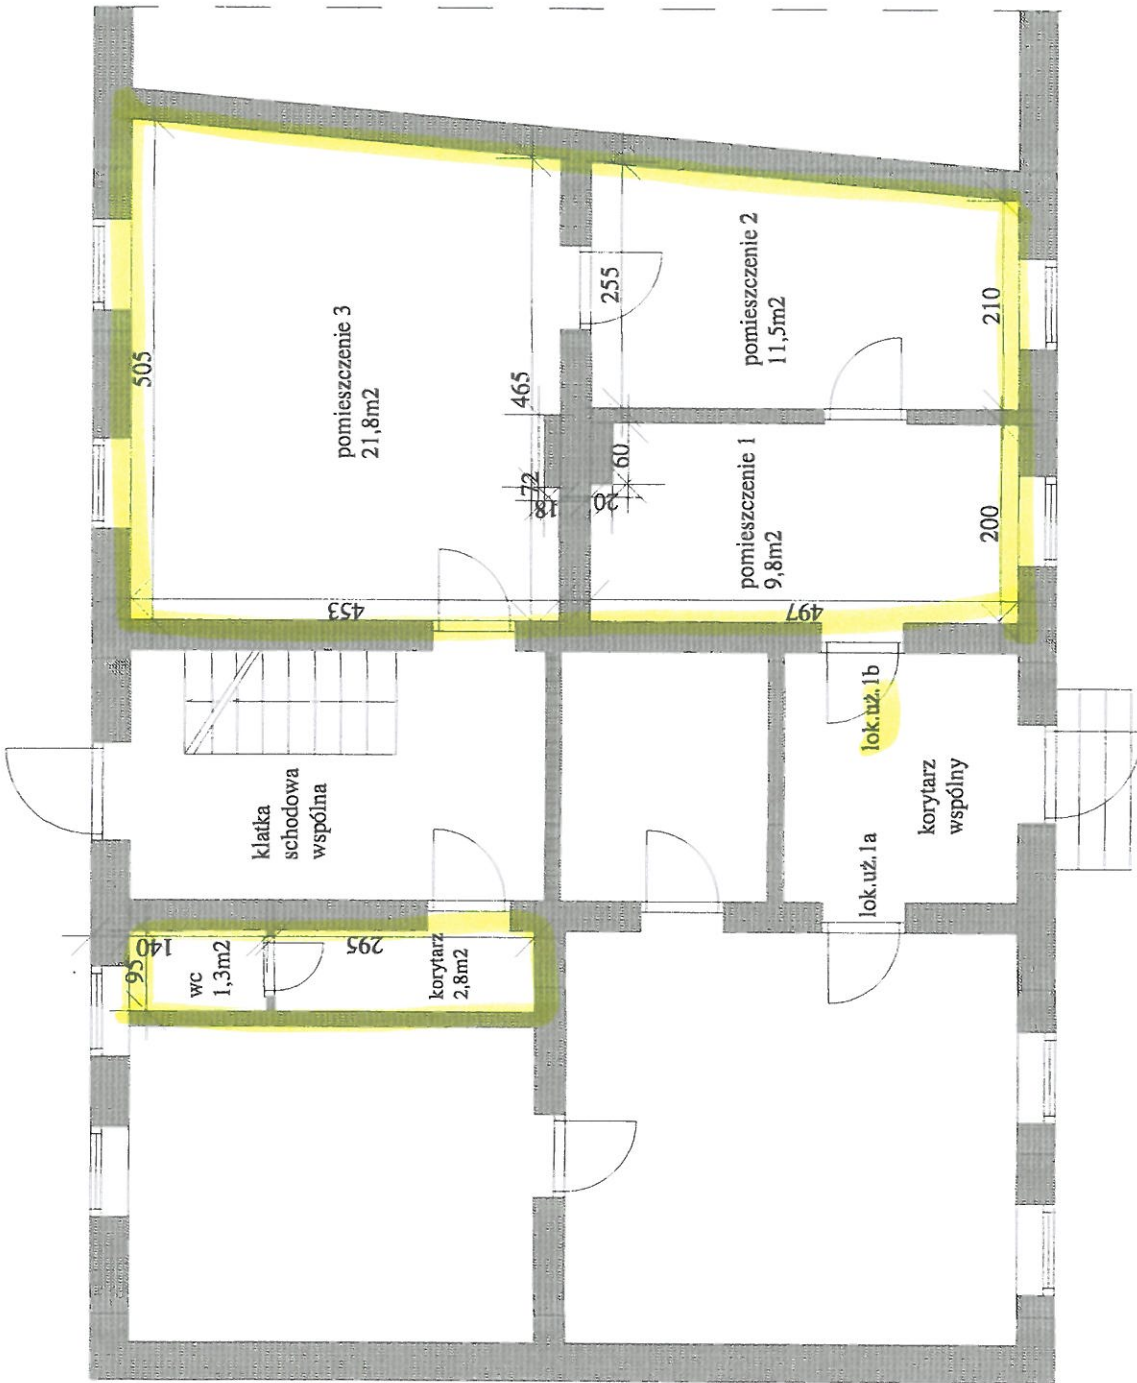 505
pomieszczenie 3
21,8m2
453
465
72
18
255
pomieszczenie 2
11,5m2
210
60
20
pomieszczenie 1
9,8m2
200
497
klatka
schodowa
wspólna
lok.uż.1b
lok.uż.1a
korytarz
wspólny
95
140
wc
1,3m2
295
korytarz
2,8m2